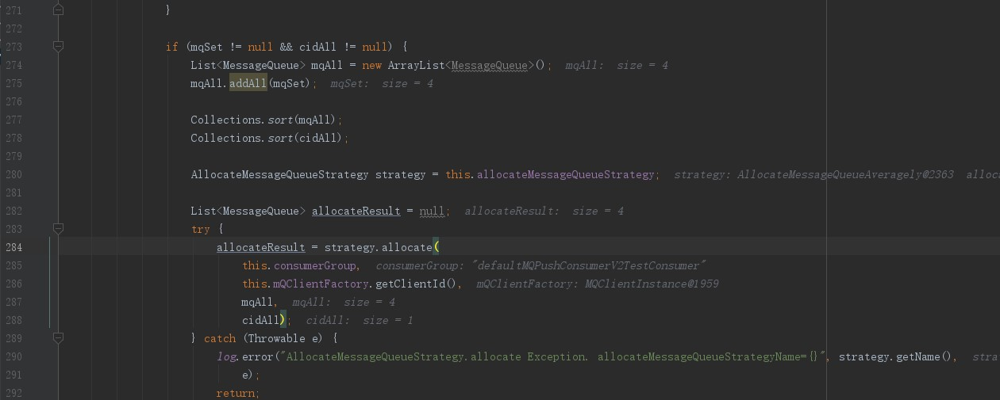 271 }
272
273 if (mqSet != null && cidAll != null) {
274 List<MessageQueue> mqAll = new ArrayList<MessageQueue>(); mqAll: size = 4
275 mqAll.addAll(mqSet); mqSet: size = 4
276
277 Collections.sort(mqAll);
278 Collections.sort(cidAll);
279
280 AllocateMessageQueueStrategy strategy = this.allocateMessageQueueStrategy; strategy: AllocateMessageQueueAveragely@2363 alloc
281
282 List<MessageQueue> allocateResult = null; allocateResult: size = 4
283 try {
284 allocateResult = strategy.allocate(
285 this.consumerGroup, consumerGroup: "defaultMQPushConsumerV2TestConsumer"
286 this.mQClientFactory.getClientId(), mQClientFactory: MQClientInstance@1959
287 mqAll, mqAll: size = 4
288 cidAll); cidAll: size = 1
289 } catch (Throwable e) {
290 log.error("AllocateMessageQueueStrategy.allocate Exception. allocateMessageQueueStrategyName={}", strategy.getName(), stra
291 e);
292 return;